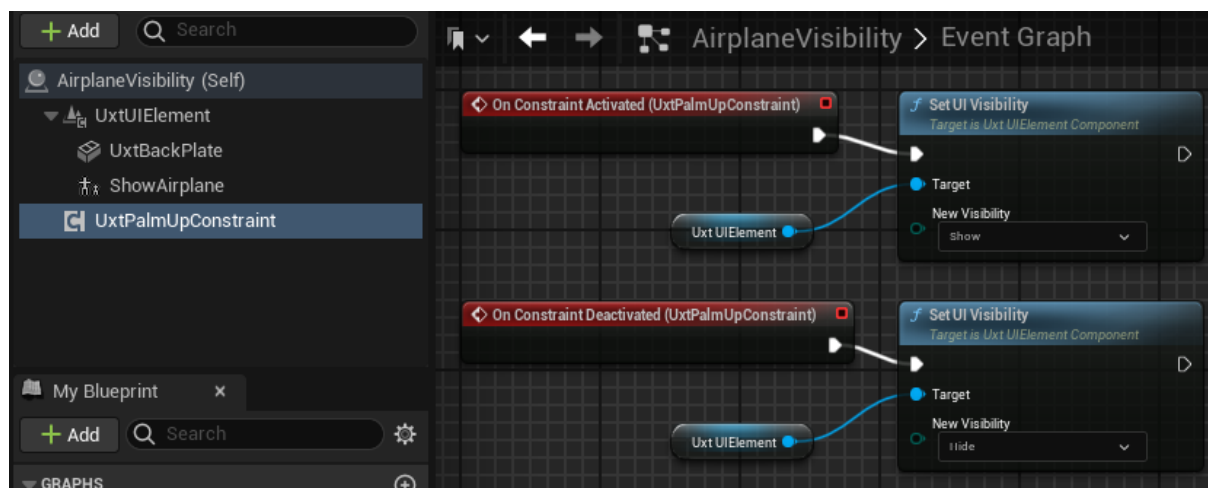 + Add
Search
AirplaneVisibility (Self)
UxtUIElement
UxtBackPlate
ShowAirplane
UxtPalmUpConstraint
My Blueprint ×
+ Add
Search
GRAPHS
AirplaneVisibility > Event Graph
On Constraint Activated (UxtPalmUpConstraint)
f Set UI Visibility
Target is Uxt UIElement Component
Target
Uxt UIElement
New Visibility
Show
On Constraint Deactivated (UxtPalmUpConstraint)
f Set UI Visibility
Target is Uxt UIElement Component
Target
Uxt UIElement
New Visibility
Hide